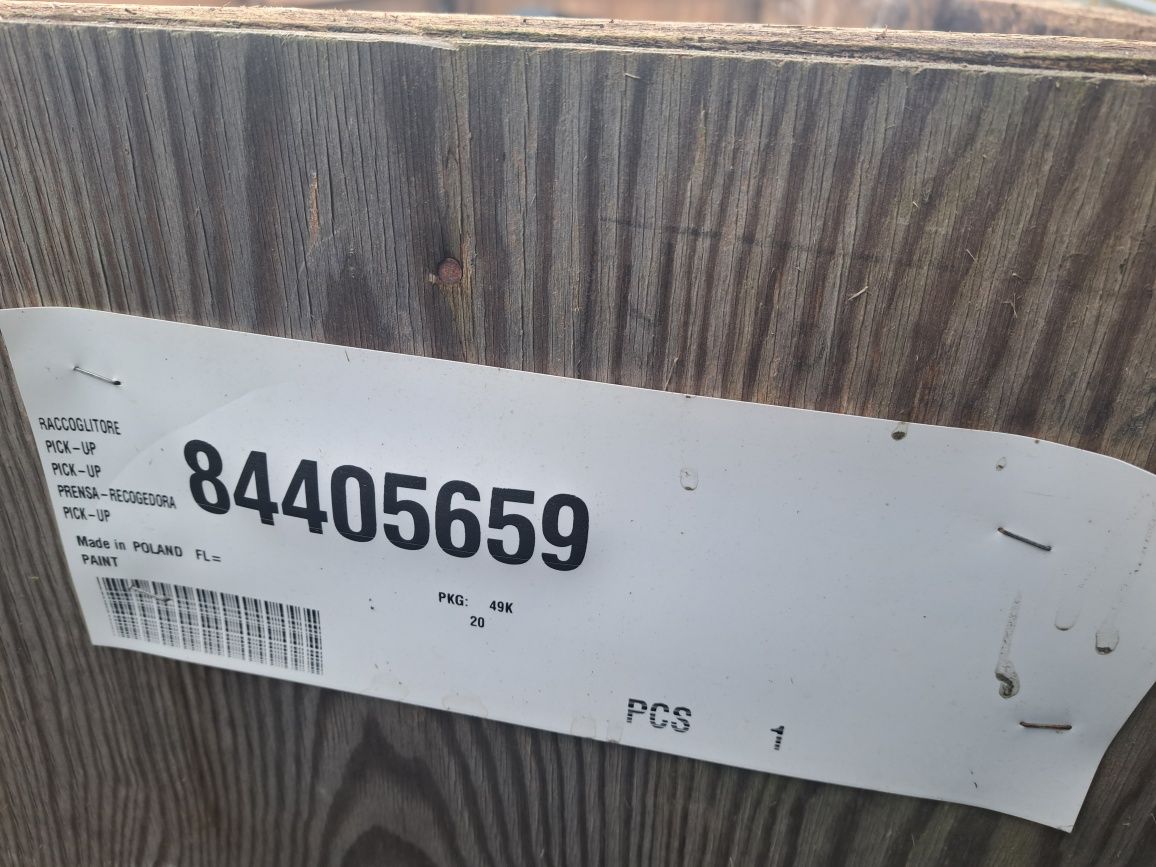 RACCOGLITORE
PICK-UP
PICK-UP
PRENSA-RECOGEDORA
PICK-UP
84405659
Made in POLAND FL=
PAINT
PKG: 49K
20
PCS 1